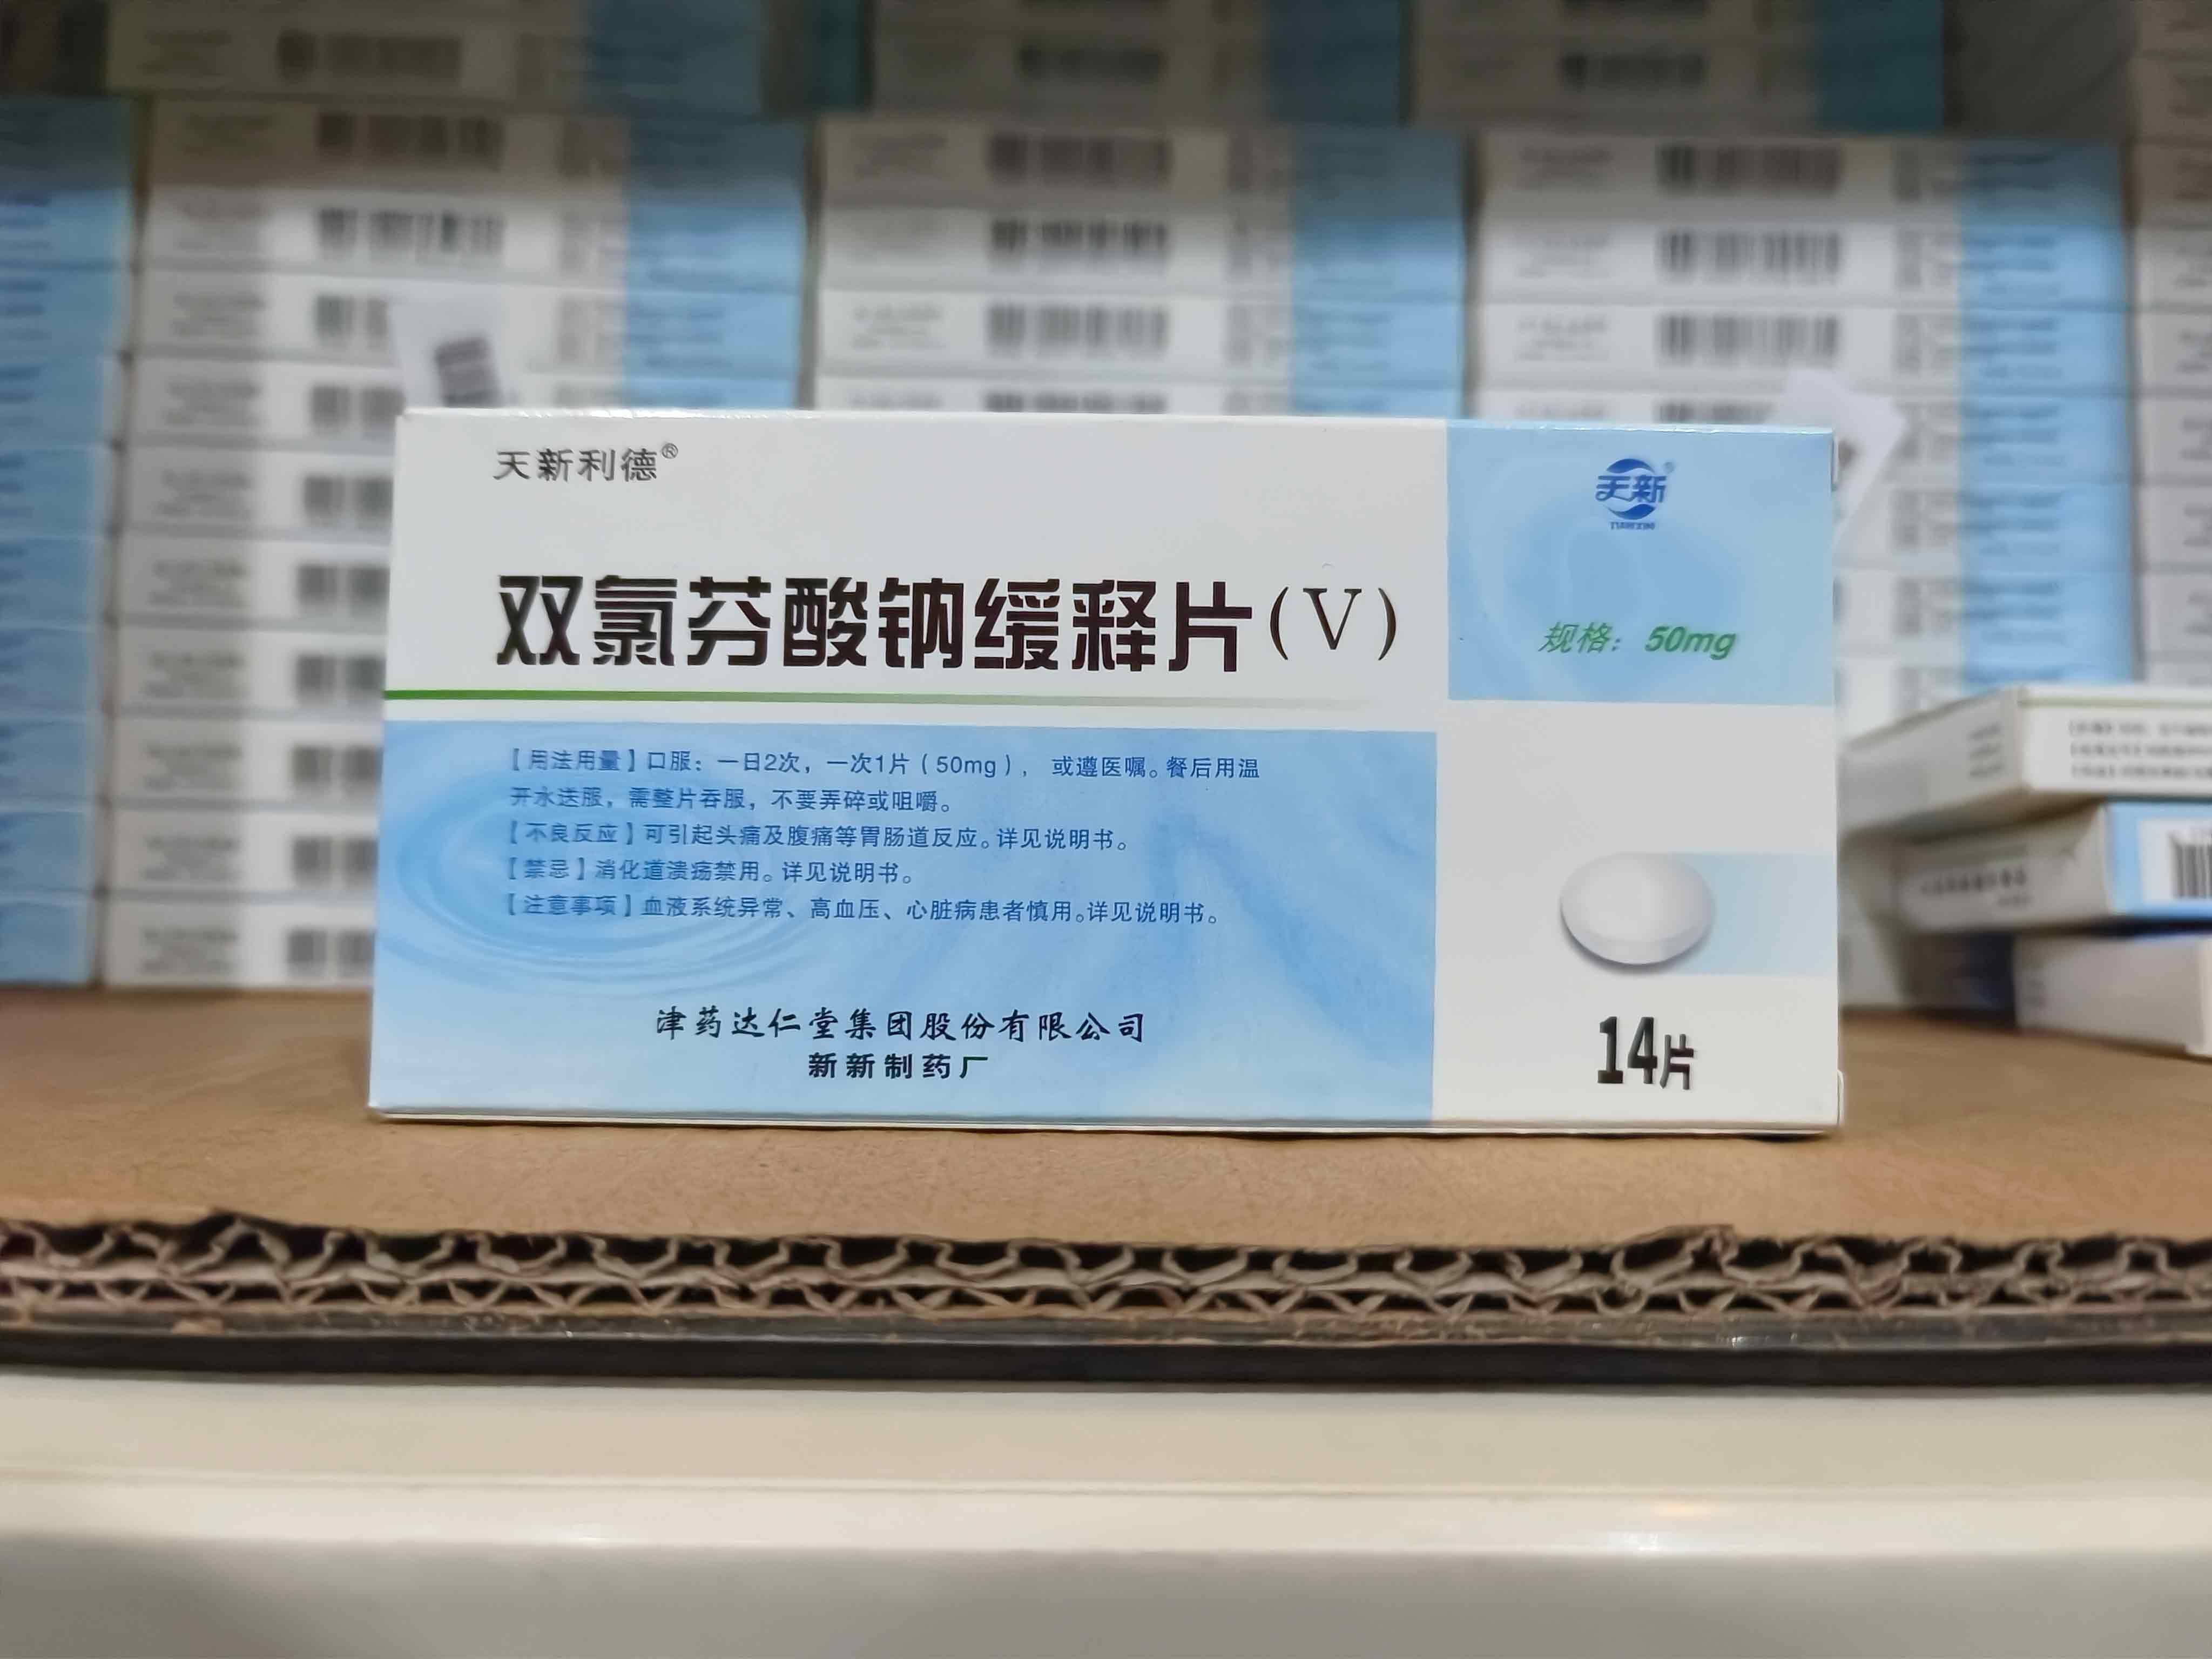 天新利德®
天新®
TIANXIN
双氯芬酸钠缓释片(V)
规格：50mg
【用法用量】口服：一日2次，一次1片（50mg），或遵医嘱。餐后用温
开水送服，需整片吞服，不要弄碎或咀嚼。
【不良反应】可引起头痛及腹痛等胃肠道反应。详见说明书。
【禁忌】消化道溃疡禁用。详见说明书。
【注意事项】血液系统异常、高血压、心脏病患者慎用。详见说明书。
津药达仁堂集团股份有限公司
新新制药厂
14片